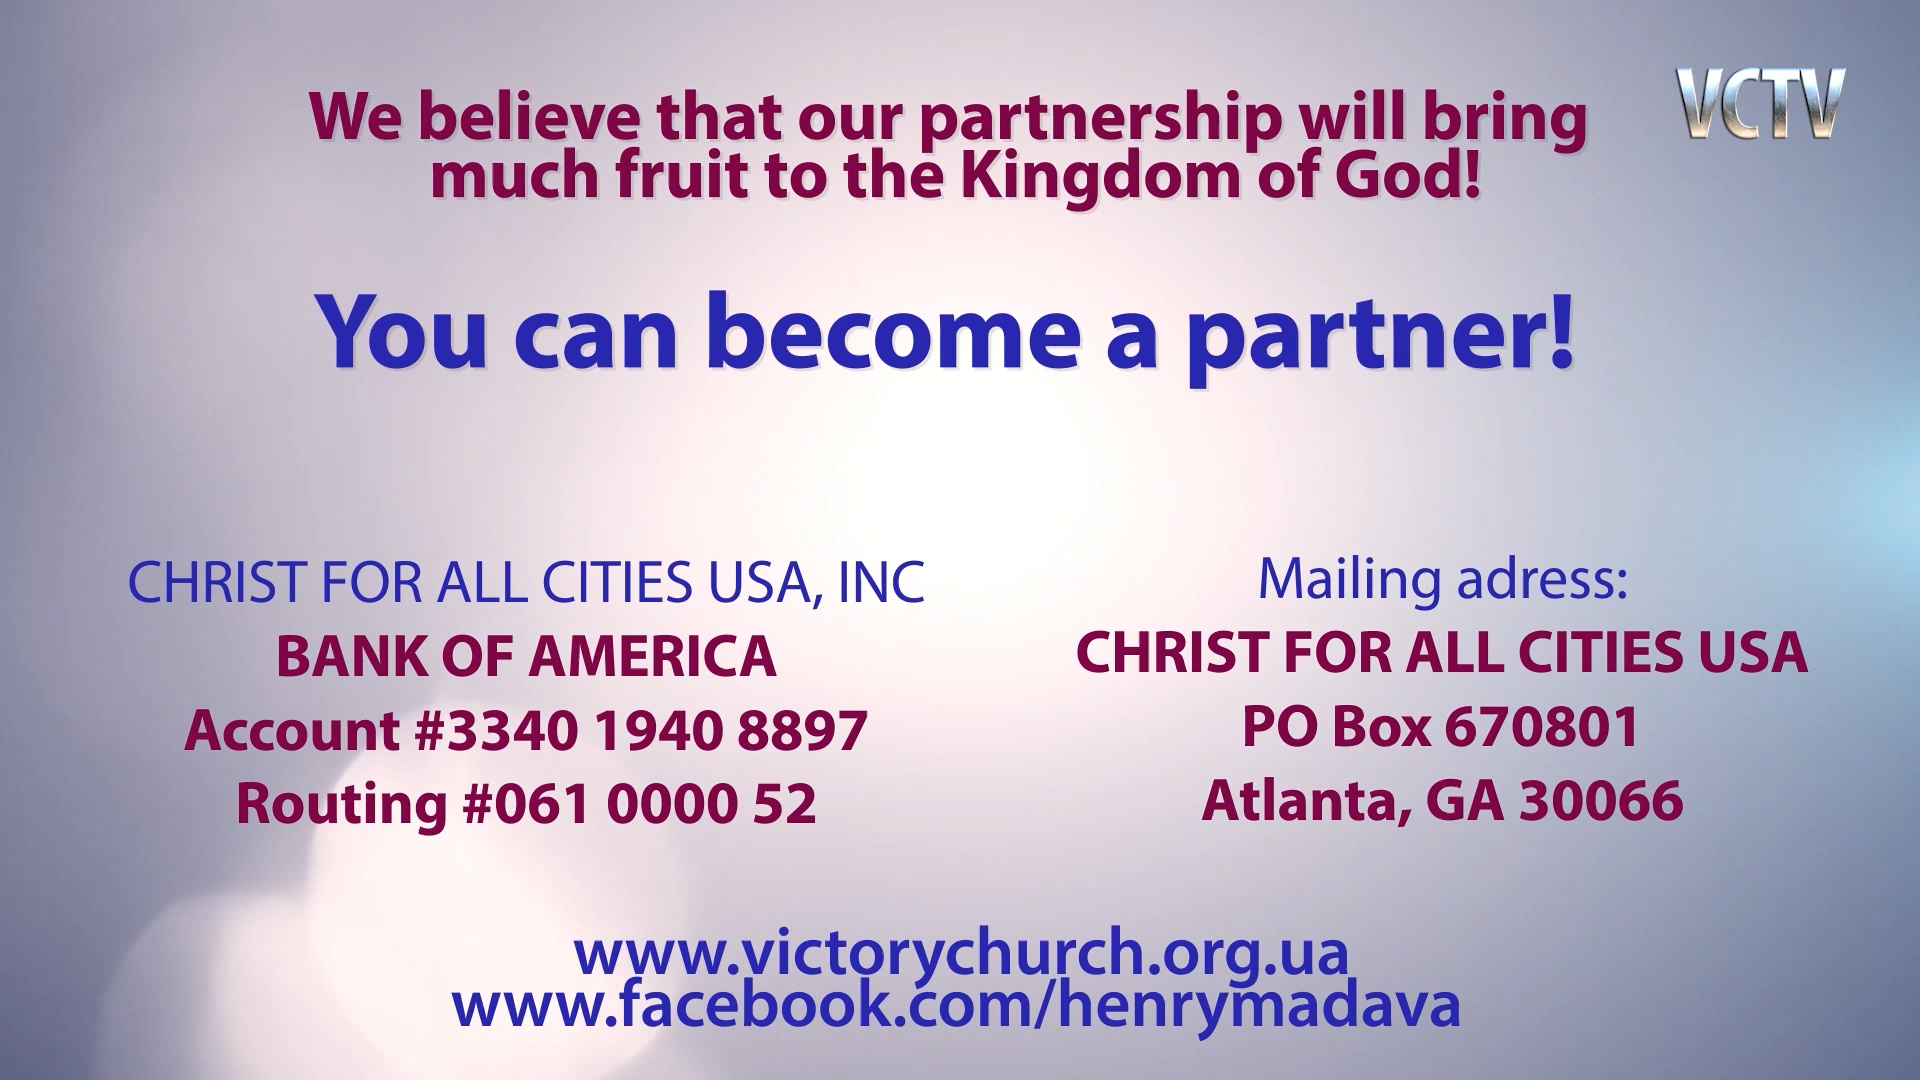 We believe that our partnership will bring
much fruit to the Kingdom of God!
VCTV
You can become a partner!
CHRIST FOR ALL CITIES USA, INC
BANK OF AMERICA
Account #3340 1940 8897
Routing #061 0000 52
Mailing adress:
CHRIST FOR ALL CITIES USA
PO Box 670801
Atlanta, GA 30066
www.victorychurch.org.ua
www.facebook.com/henrymadava